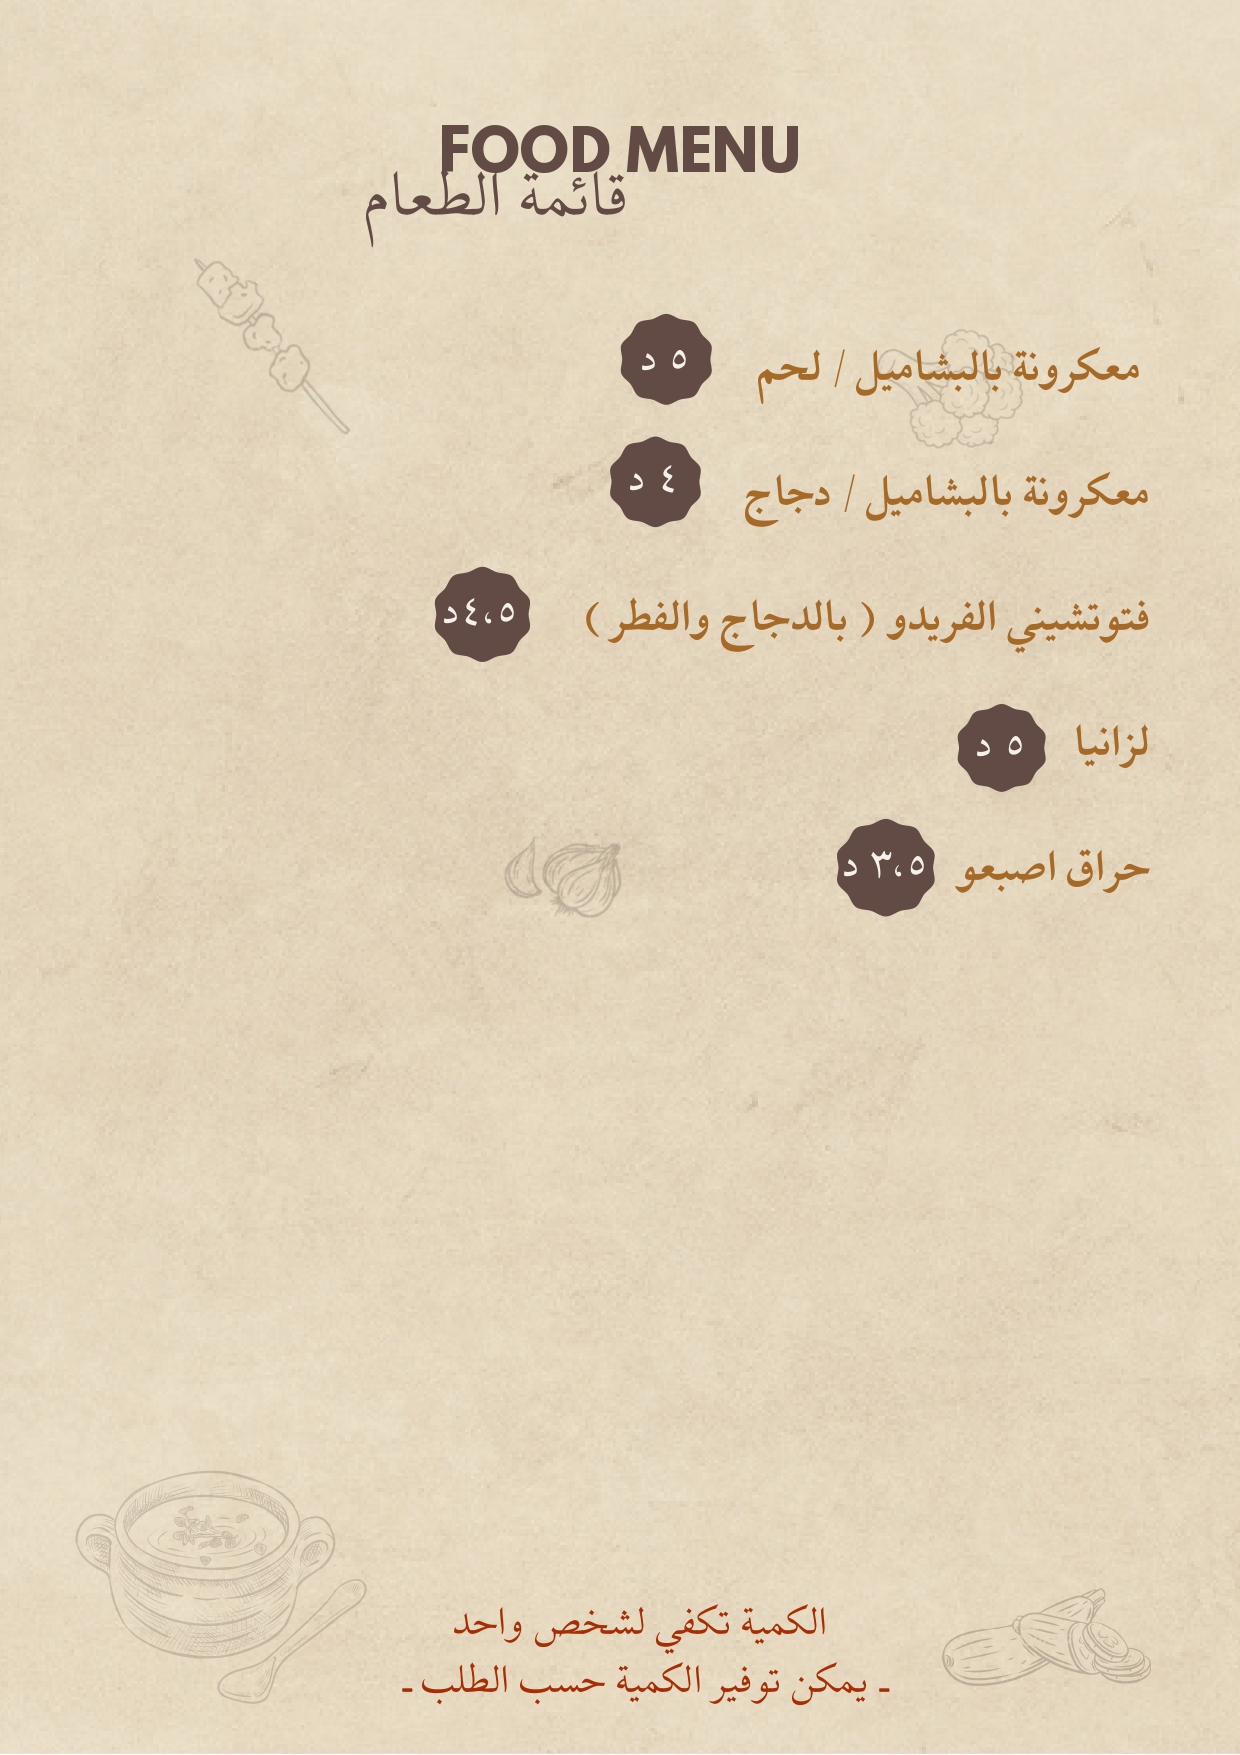 FOOD MENU
قائمة الطعام
معكرونة بالبشاميل / لحم ٥ د
معكرونة بالبشاميل / دجاج ٤ د
فتوتشيني الفريدو ( بالدجاج والفطر ) ٤،٥د
لزانيا ٥ د
حراق اصبعو ٣،٥ د
الكمية تكفي لشخص واحد
- يمكن توفير الكمية حسب الطلب -